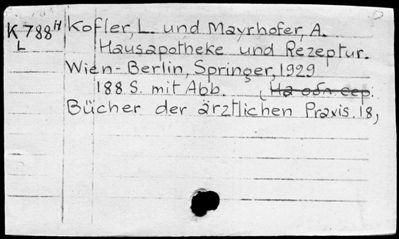 K 788 H
L
Kofler, L. und Mayrhofer, A.
Hausapotheke und Rezeptur.
Wien-Berlin, Springer, 1929
188 S. mit Abb.
Bücher der ärztlichen Praxis. 18,